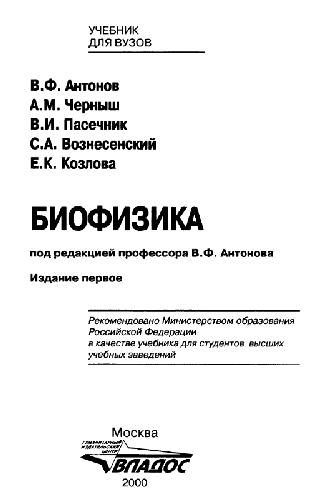 УЧЕБНИК
ДЛЯ ВУЗОВ
В.Ф. Антонов
А.М. Черныш
В.И. Пасечник
С.А. Вознесенский
Е.К. Козлова
БИОФИЗИКА
под редакцией профессора В.Ф. Антонова
Издание первое
Рекомендовано Министерством образования
Российской Федерации
в качестве учебника для студентов высших
учебных заведений
Москва
ГУМАНИТАРНЫЙ
ИЗДАТЕЛЬСКИЙ
ЦЕНТР
ВЛАДОС
2000